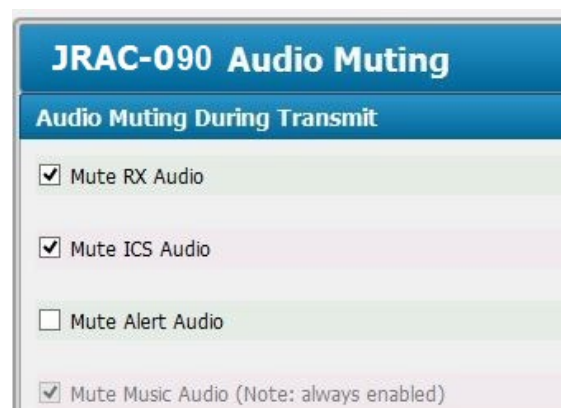 JRAC-090 Audio Muting
Audio Muting During Transmit
Mute RX Audio
Mute ICS Audio
Mute Alert Audio
Mute Music Audio (Note: always enabled)